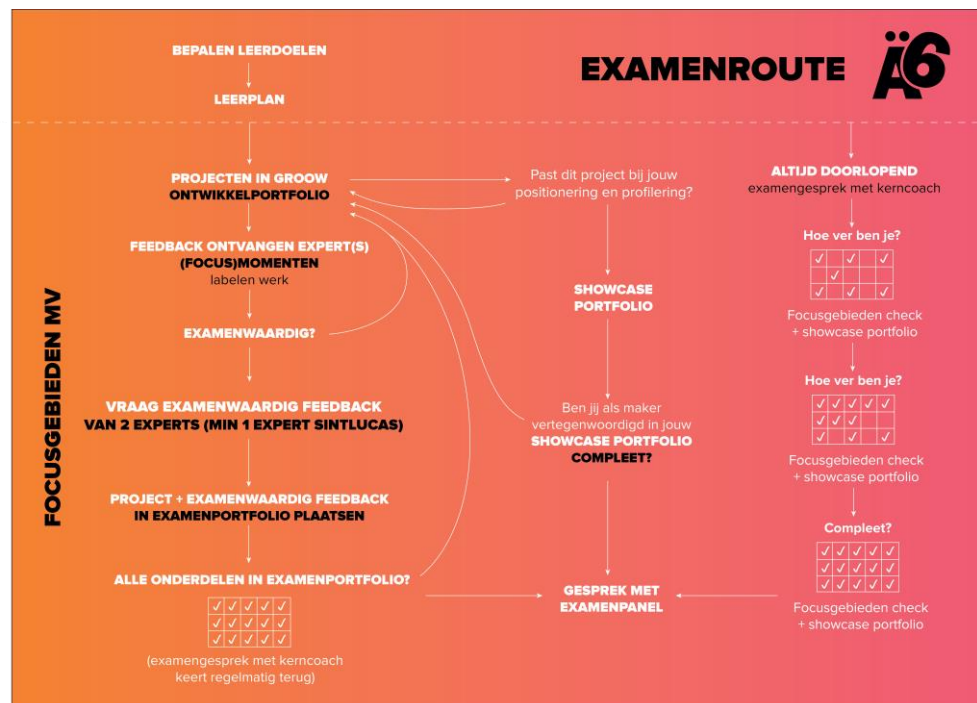 BEPALEN LEERDOELEN
LEERPLAN
EXAMENROUTE
Ä6
FOCUSGEBIEDEN MV
PROJECTEN IN GROOW
ONTWIKKELPORTFOLIO
FEEDBACK ONTVANGEN EXPERT(S)
(FOCUS)MOMENTEN
labelen werk
EXAMENWAARDIG?
VRAAG EXAMENWAARDIG FEEDBACK
VAN 2 EXPERTS (MIN 1 EXPERT SINTLUCAS)
PROJECT + EXAMENWAARDIG FEEDBACK
IN EXAMENPORTFOLIO PLAATSEN
ALLE ONDERDELEN IN EXAMENPORTFOLIO?
(examengesprek met kerncoach
keert regelmatig terug)
Past dit project bij jouw
positionering en profilering?
SHOWCASE
PORTFOLIO
Ben jij als maker
vertegenwoordigd in jouw
SHOWCASE PORTFOLIO
COMPLEET?
GESPREK MET
EXAMENPANEL
ALTIJD DOORLOPEND
examengesprek met kerncoach
Hoe ver ben je?
Focusgebieden check
+ showcase portfolio
Hoe ver ben je?
Focusgebieden check
+ showcase portfolio
Compleet?
Focusgebieden check
+ showcase portfolio